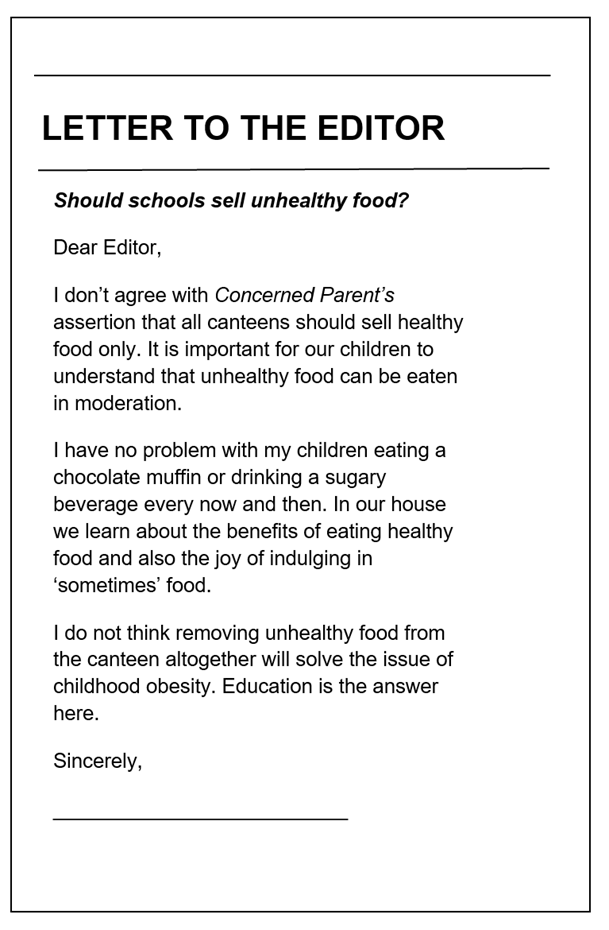 LETTER TO THE EDITOR
Should schools sell unhealthy food?
Dear Editor,
I don’t agree with Concerned Parent’s
assertion that all canteens should sell healthy
food only. It is important for our children to
understand that unhealthy food can be eaten
in moderation.
I have no problem with my children eating a
chocolate muffin or drinking a sugary
beverage every now and then. In our house
we learn about the benefits of eating healthy
food and also the joy of indulging in
‘sometimes’ food.
I do not think removing unhealthy food from
the canteen altogether will solve the issue of
childhood obesity. Education is the answer
here.
Sincerely,